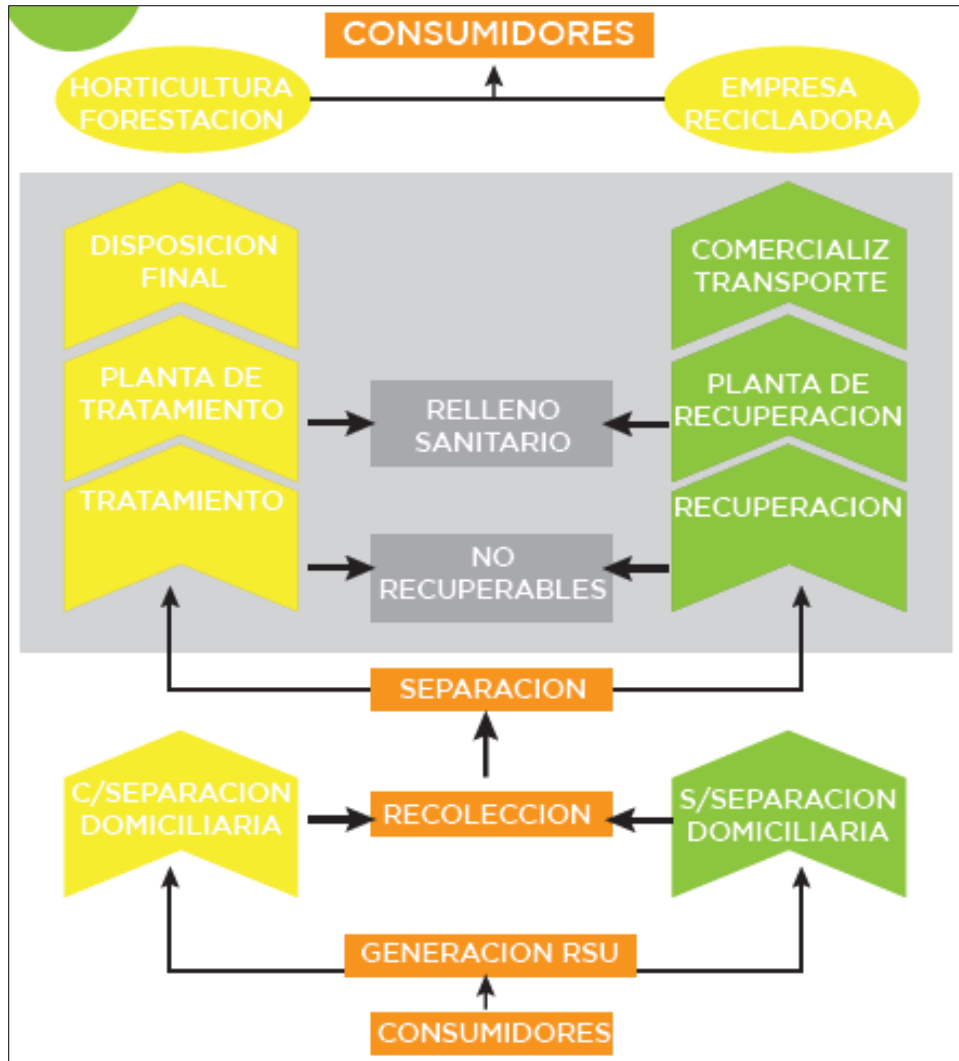 CONSUMIDORES
HORTICULTURA
FORESTACION
EMPRESA
RECICLADORA
DISPOSICION
FINAL
COMERCIALIZ
TRANSPORTE
PLANTA DE
TRATAMIENTO
RELLENO
SANITARIO
PLANTA DE
RECUPERACION
TRATAMIENTO
NO
RECUPERABLES
RECUPERACION
SEPARACION
C/SEPARACION
DOMICILIARIA
RECOLECCION
S/SEPARACION
DOMICILIARIA
GENERACION RSU
CONSUMIDORES